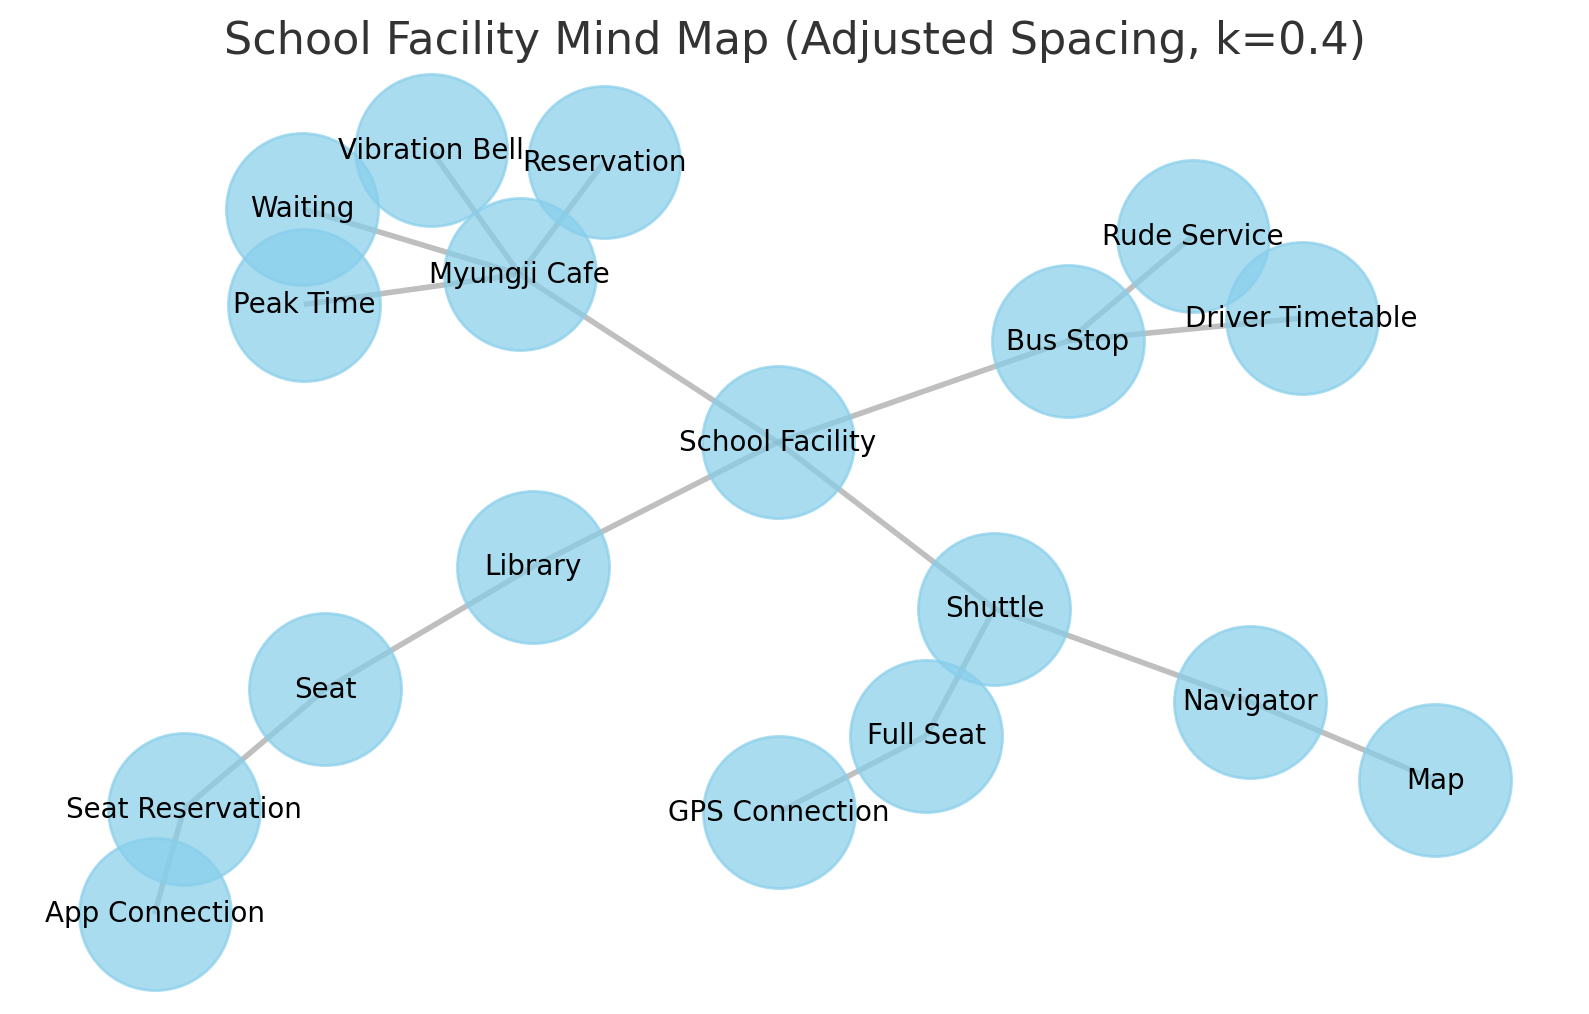 School Facility Mind Map (Adjusted Spacing, k=0.4)
Vibration Bell
Reservation
Waiting
Myungji Cafe
Peak Time
Rude Service
Driver Timetable
Bus Stop
School Facility
Library
Shuttle
Seat
Navigator
Full Seat
Map
Seat Reservation
GPS Connection
App Connection